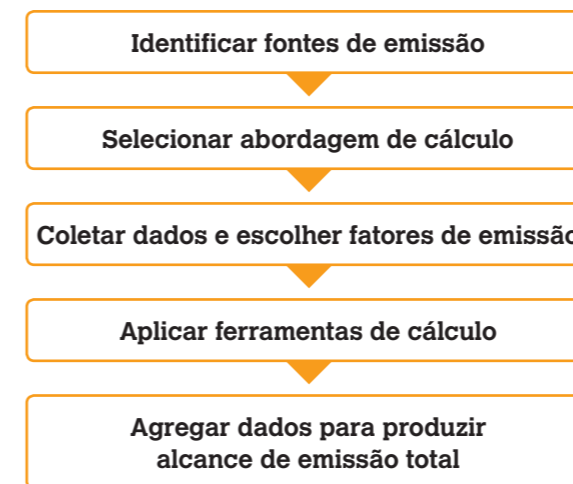 Identificar fontes de emissão
Selecionar abordagem de cálculo
Coletar dados e escolher fatores de emissão
Aplicar ferramentas de cálculo
Agregar dados para produzir
alcance de emissão total